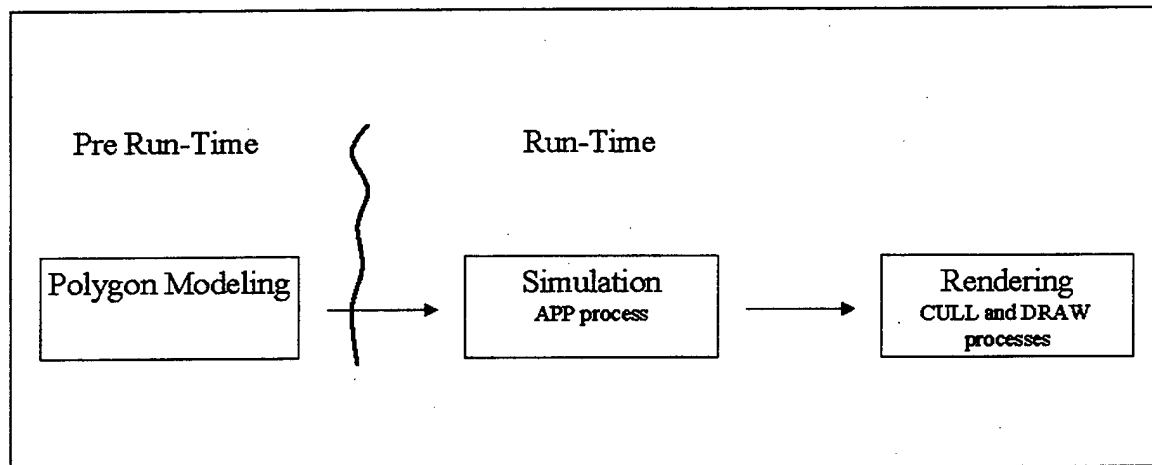 Pre Run-Time
Run-Time
Polygon Modeling
Simulation
APP process
Rendering
CULL and DRAW
processes